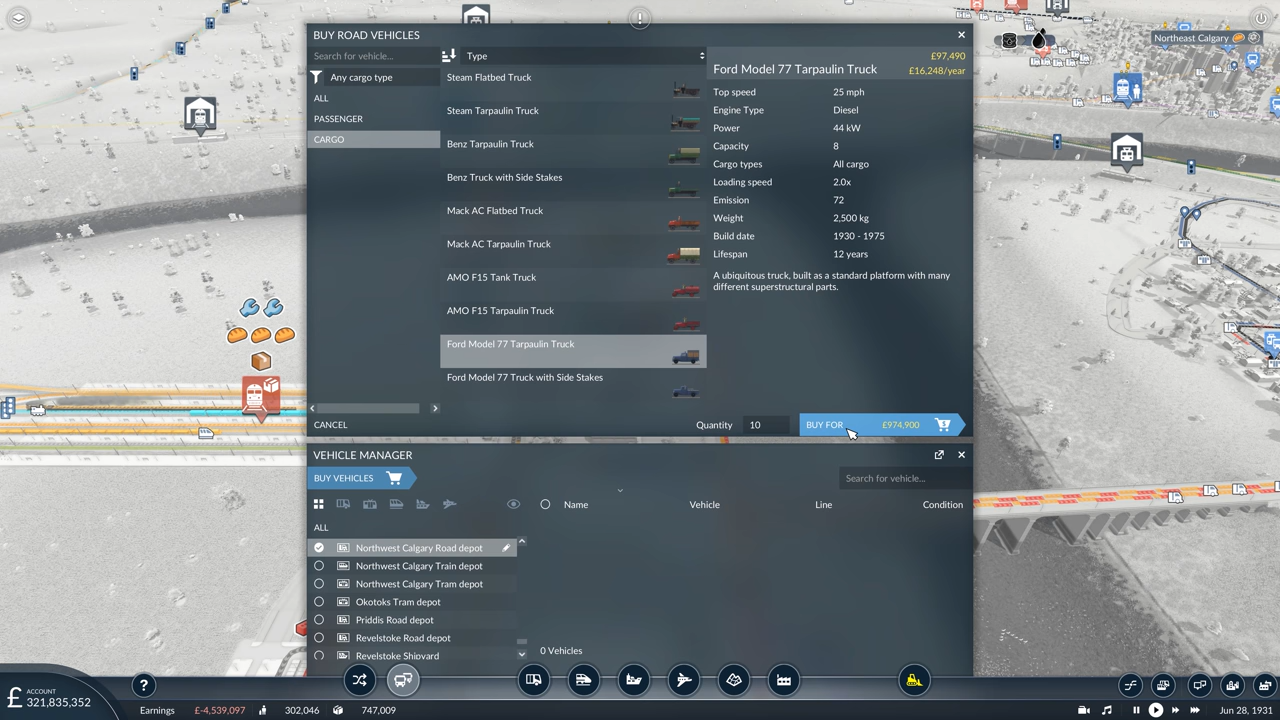 BUY ROAD VEHICLES
Search for vehicle...
Type
£97,490
Any cargo type
Steam Flatbed Truck
Ford Model 77 Tarpaulin Truck
£16,248/year
ALL
Top speed 25 mph
PASSENGER
Steam Tarpaulin Truck
Engine Type Diesel
CARGO
Benz Tarpaulin Truck
Power 44 kW
Capacity 8
Cargo types All cargo
Benz Truck with Side Stakes
Loading speed 2.0x
Emission 72
Mack AC Flatbed Truck
Weight 2,500 kg
Build date 1930 - 1975
Mack AC Tarpaulin Truck
Lifespan 12 years
AMO F15 Tank Truck
A ubiquitous truck, built as a standard platform with many
different superstructural parts.
AMO F15 Tarpaulin Truck
Ford Model 77 Tarpaulin Truck
Ford Model 77 Truck with Side Stakes
CANCEL
Quantity 10
BUY FOR £974,900
Northeast Calgary
VEHICLE MANAGER
BUY VEHICLES
Search for vehicle...
Name Vehicle Line Condition
ALL
Northwest Calgary Road depot
Northwest Calgary Train depot
Northwest Calgary Tram depot
Okotoks Tram depot
Priddis Road depot
Revelstoke Road depot
Revelstoke Shipyard
0 Vehicles
£ ACCOUNT
321,835,352
?
Earnings £-4,539,097 302,046 747,009
Jun 28, 1931